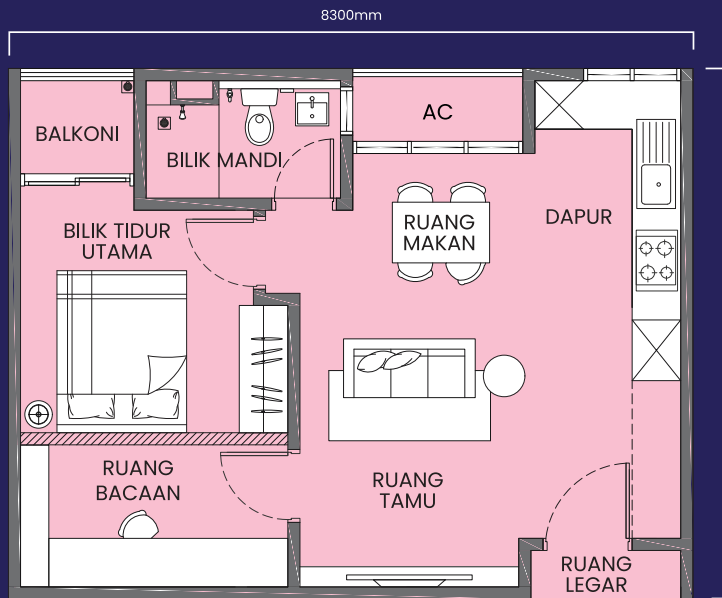 8300mm
BALKONI
AC
BILIK MANDI
RUANG
MAKAN
DAPUR
BILIK TIDUR
UTAMA
RUANG
BACAAN
RUANG
TAMU
RUANG
LEGAR